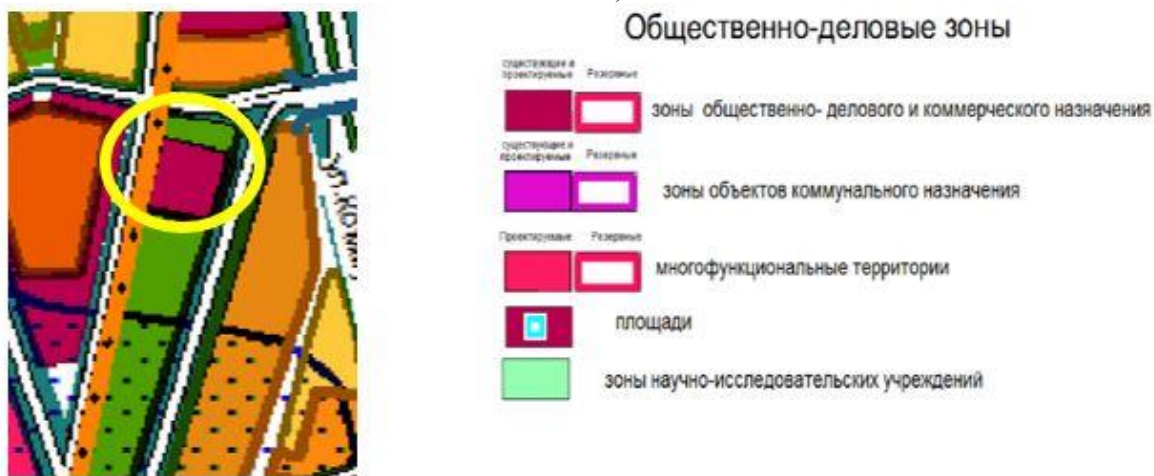 Общественно-деловые зоны
существующие и проектируемые Резервные
зоны общественно- делового и коммерческого назначения
существующие и проектируемые Резервные
зоны объектов коммунального назначения
Проектируемые Резервные
многофункциональные территории
площади
зоны научно-исследовательских учреждений